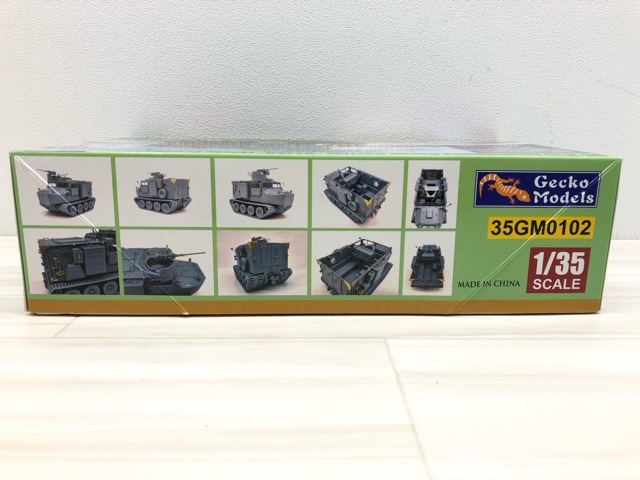 Gecko
Models
35GM0102
MADE IN CHINA
1/35
SCALE